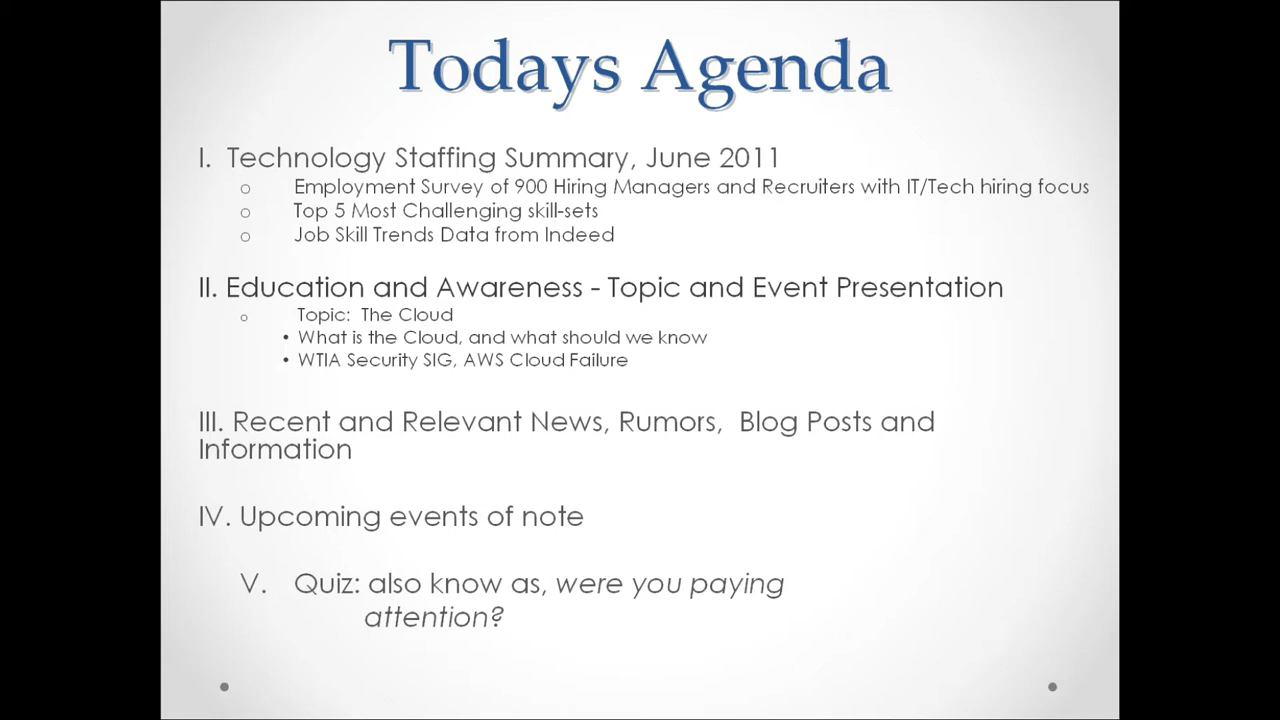 Todays Agenda
I. Technology Staffing Summary, June 2011
o Employment Survey of 900 Hiring Managers and Recruiters with IT/Tech hiring focus
o Top 5 Most Challenging skill-sets
o Job Skill Trends Data from Indeed
II. Education and Awareness - Topic and Event Presentation
o Topic: The Cloud
• What is the Cloud, and what should we know
• WTIA Security SIG, AWS Cloud Failure
III. Recent and Relevant News, Rumors, Blog Posts and
Information
IV. Upcoming events of note
V. Quiz: also know as, were you paying
attention?